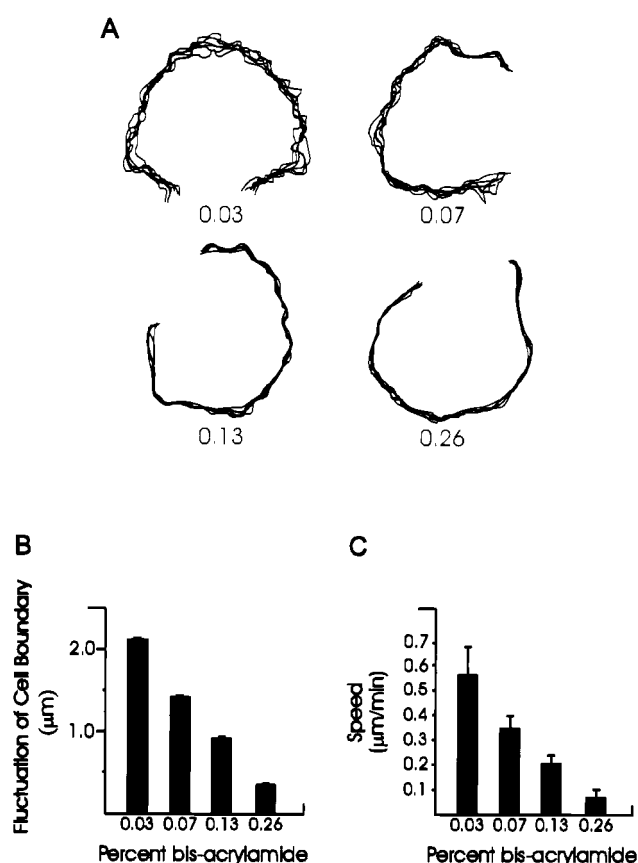 A
0.03 0.07
0.13 0.26
B
C
Fluctuation of Cell Boundary
(µm)
2.0
1.0
0.03 0.07 0.13 0.26
Percent bis-acrylamide
Speed
(µm/min)
0.7
0.6
0.5
0.4
0.3
0.2
0.1
0.03 0.07 0.13 0.26
Percent bis-acrylamide